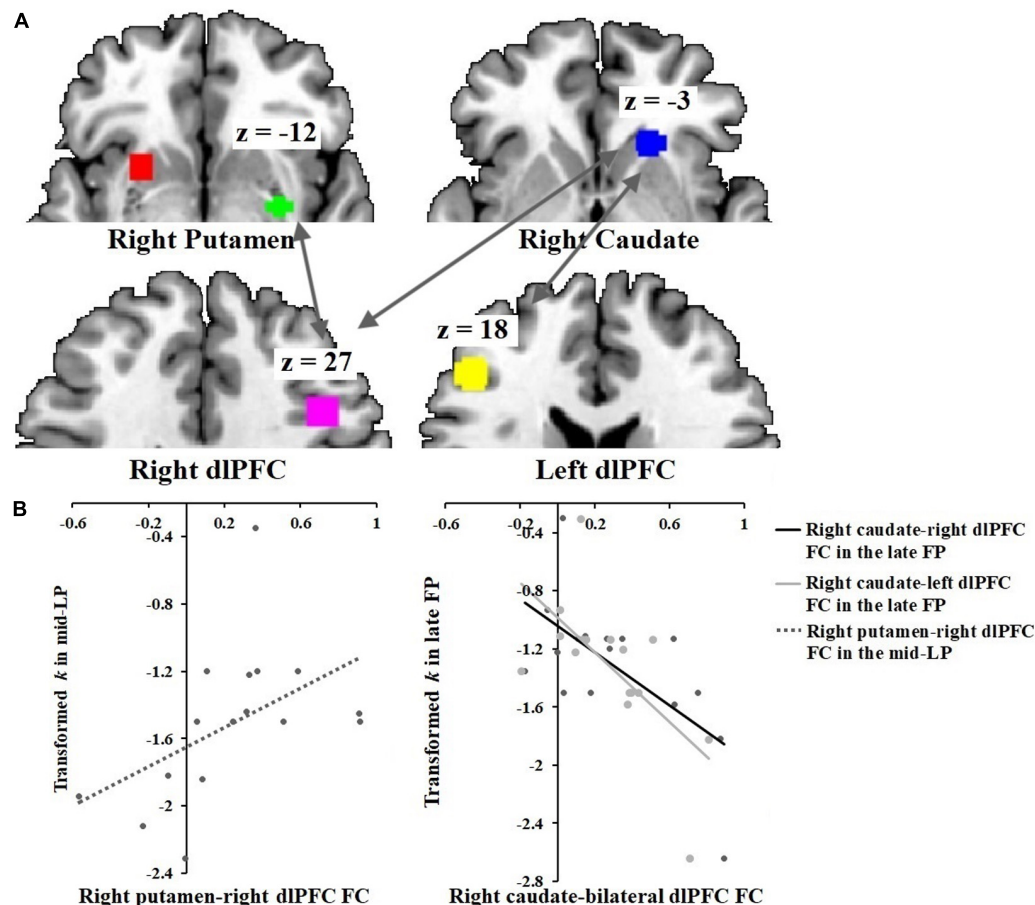 A
z = -12
z = -3
Right Putamen
Right Caudate
z = 27
z = 18
Right dlPFC
Left dlPFC
B
-0.6 -0.2 0.2 0.6 1
-0.4
-0.8
-1.2
-1.6
-2
-2.4
Transformed k in mid-LP
Right putamen-right dlPFC FC
-0.6 -0.2 0.2 0.6 1
-0.4
-0.8
-1.2
-1.6
-2
-2.4
-2.8
Transformed k in late FP
Right caudate-bilateral dlPFC FC
Right caudate-right dlPFC
FC in the late FP
Right caudate-left dlPFC
FC in the late FP
Right putamen-right dlPFC
FC in the mid-LP